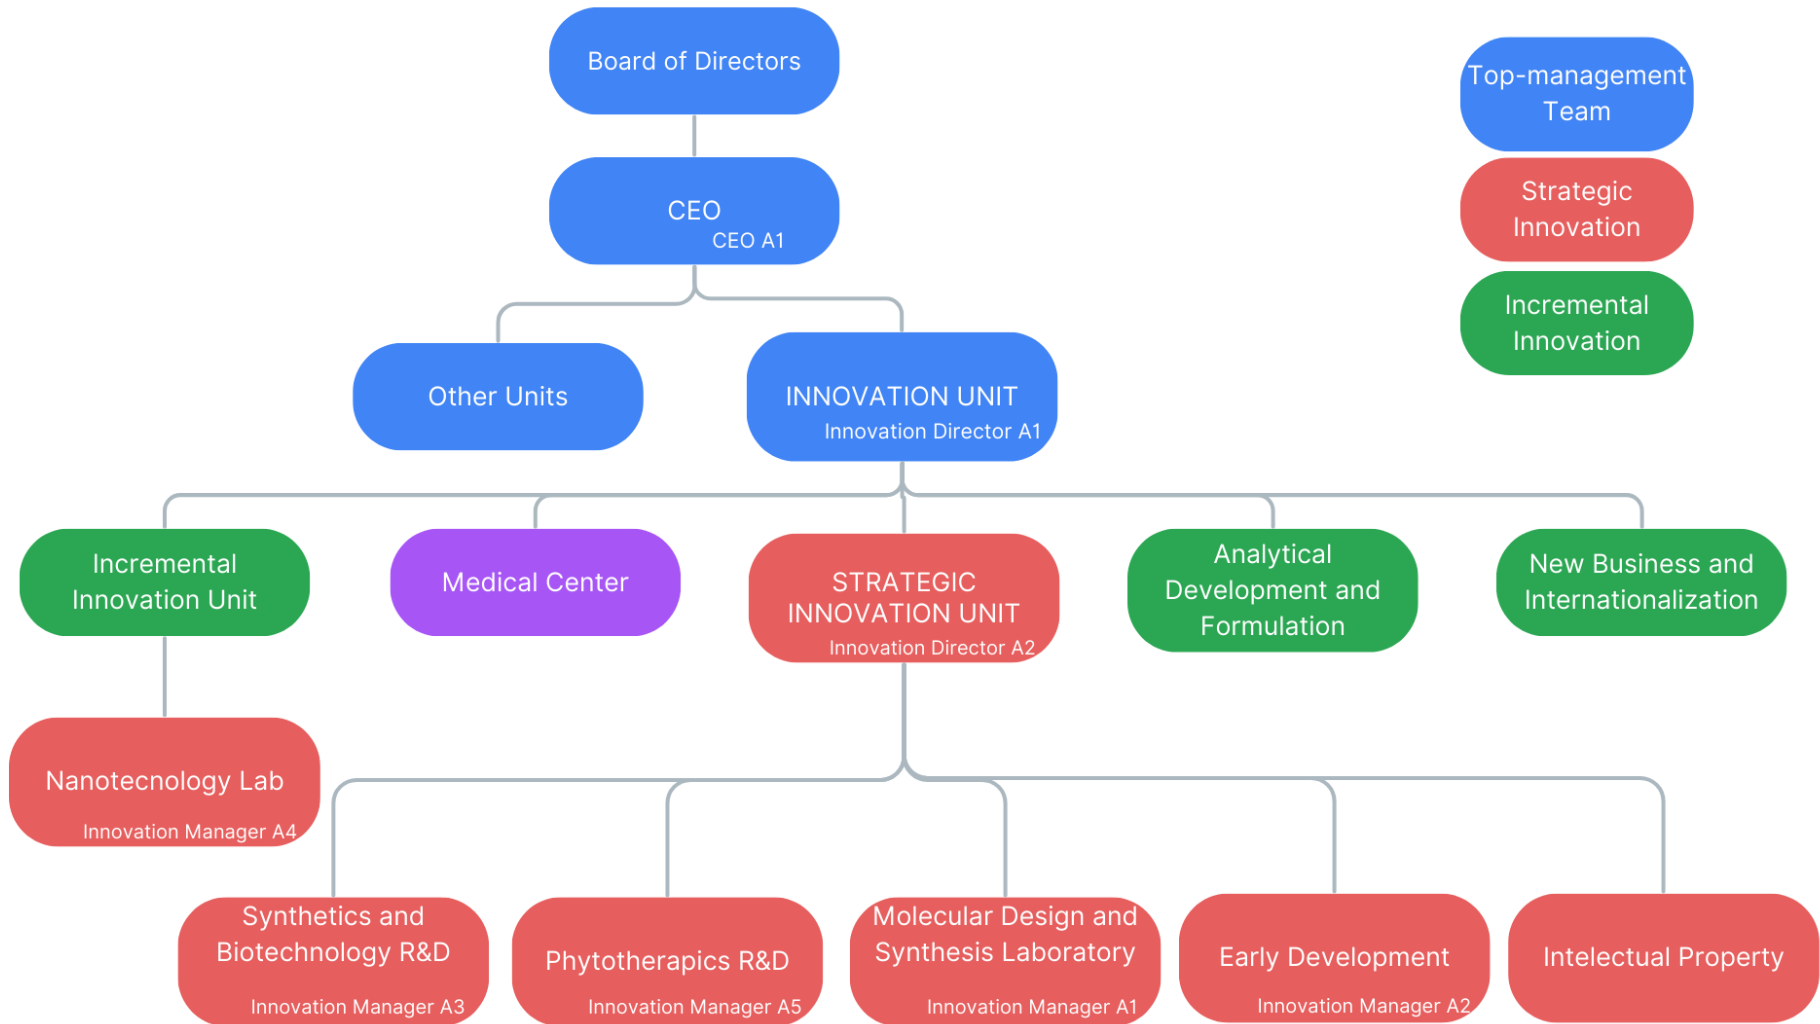 Board of Directors
Top-management
Team
CEO
CEO A1
Strategic
Innovation
Incremental
Innovation
Other Units
INNOVATION UNIT
Innovation Director A1
Incremental
Innovation Unit
Medical Center
STRATEGIC
INNOVATION UNIT
Innovation Director A2
Analytical
Development and
Formulation
New Business and
Internationalization
Nanotecnology Lab
Innovation Manager A4
Synthetics and
Biotechnology R&D
Innovation Manager A3
Phytotherapics R&D
Innovation Manager A5
Molecular Design and
Synthesis Laboratory
Innovation Manager A1
Early Development
Innovation Manager A2
Intelectual Property